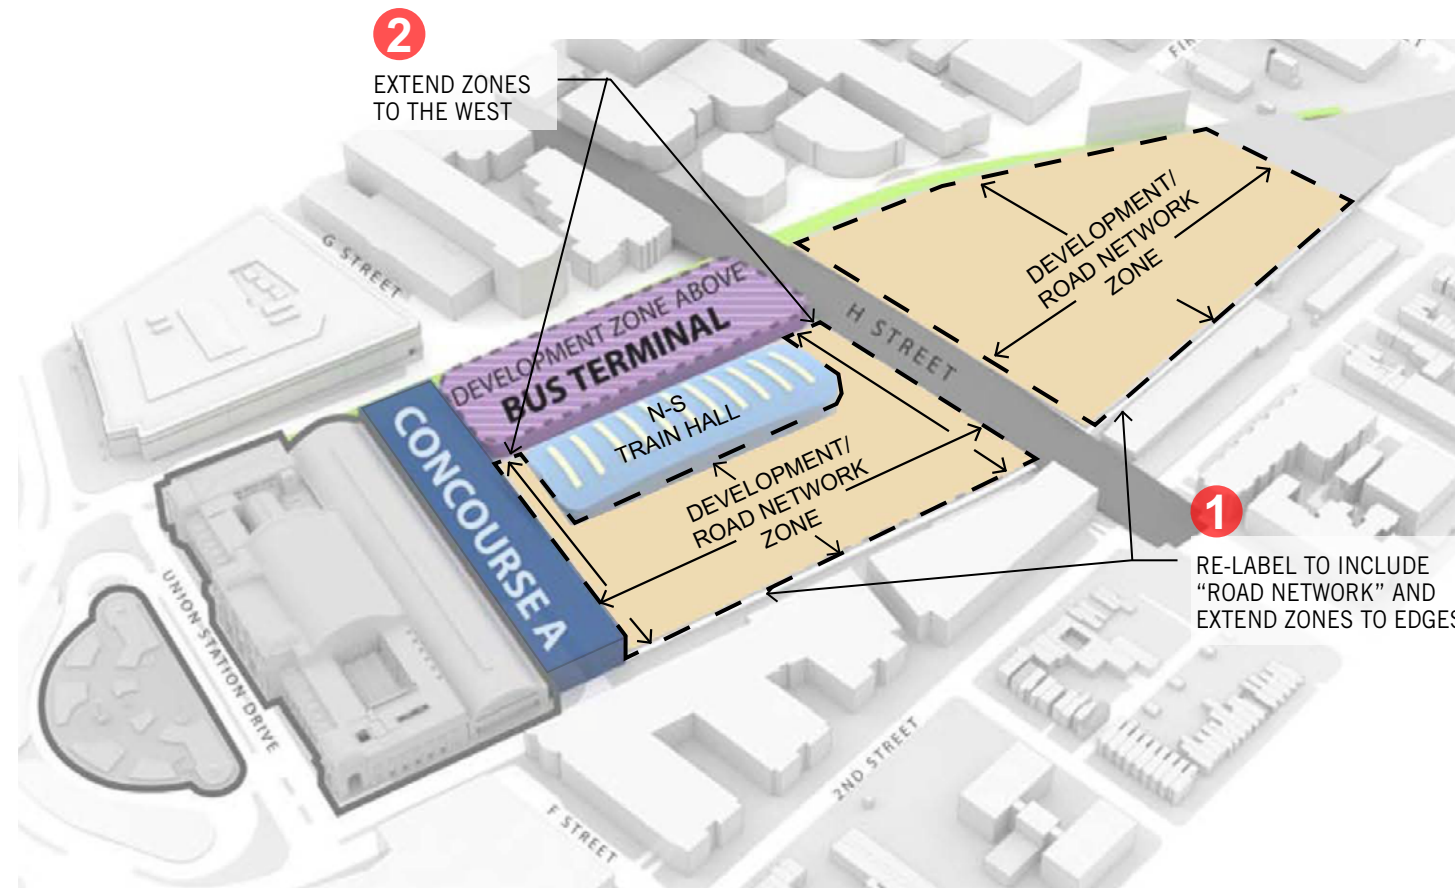 2
EXTEND ZONES
TO THE WEST
FIR
G STREET
DEVELOPMENT/
ROAD NETWORK
ZONE
DEVELOPMENT ZONE ABOVE
BUS TERMINAL
H STREET
N-S
TRAIN HALL
CONCOURSE A
DEVELOPMENT/
ROAD NETWORK
ZONE
1
RE-LABEL TO INCLUDE
“ROAD NETWORK” AND
EXTEND ZONES TO EDGES
UNION STATION DRIVE
2ND STREET
F STREET